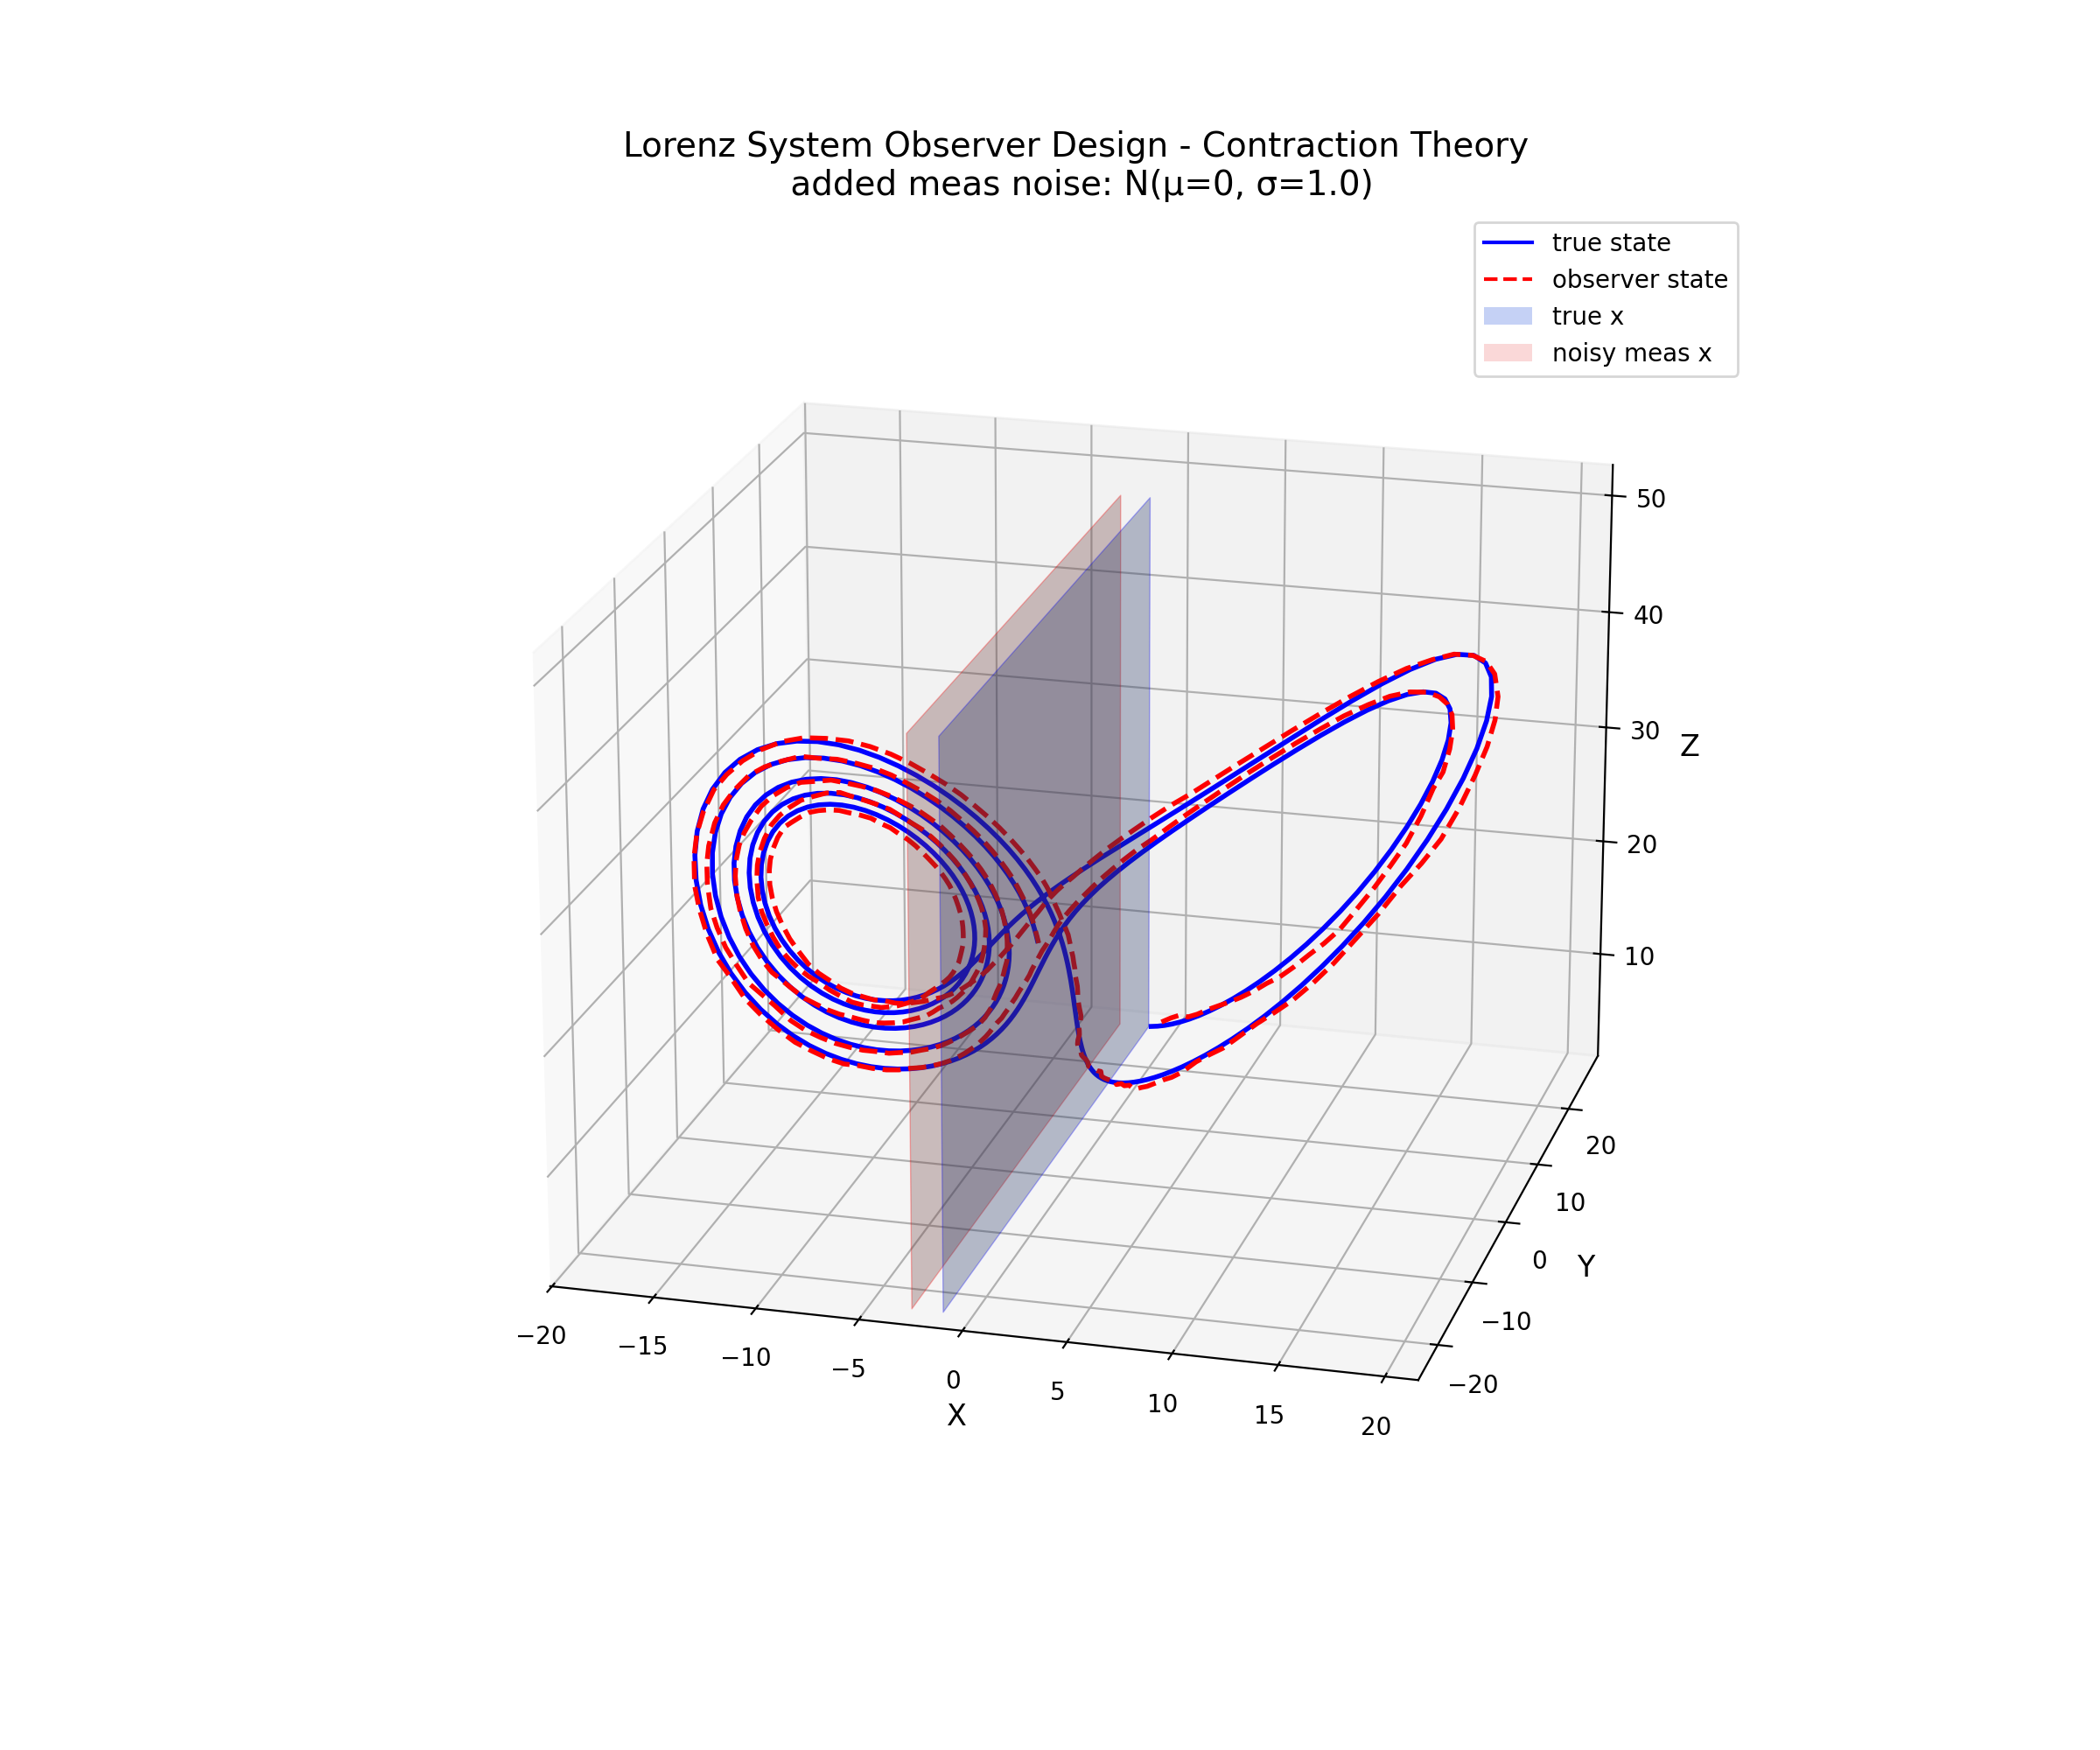 Lorenz System Observer Design - Contraction Theory
added meas noise: N(μ=0, σ=1.0)
true state
observer state
true x
noisy meas x
50
40
30
Z
20
10
20
10
0
Y
−10
−20
−20
−15
−10
−5
0
5
10
15
20
X